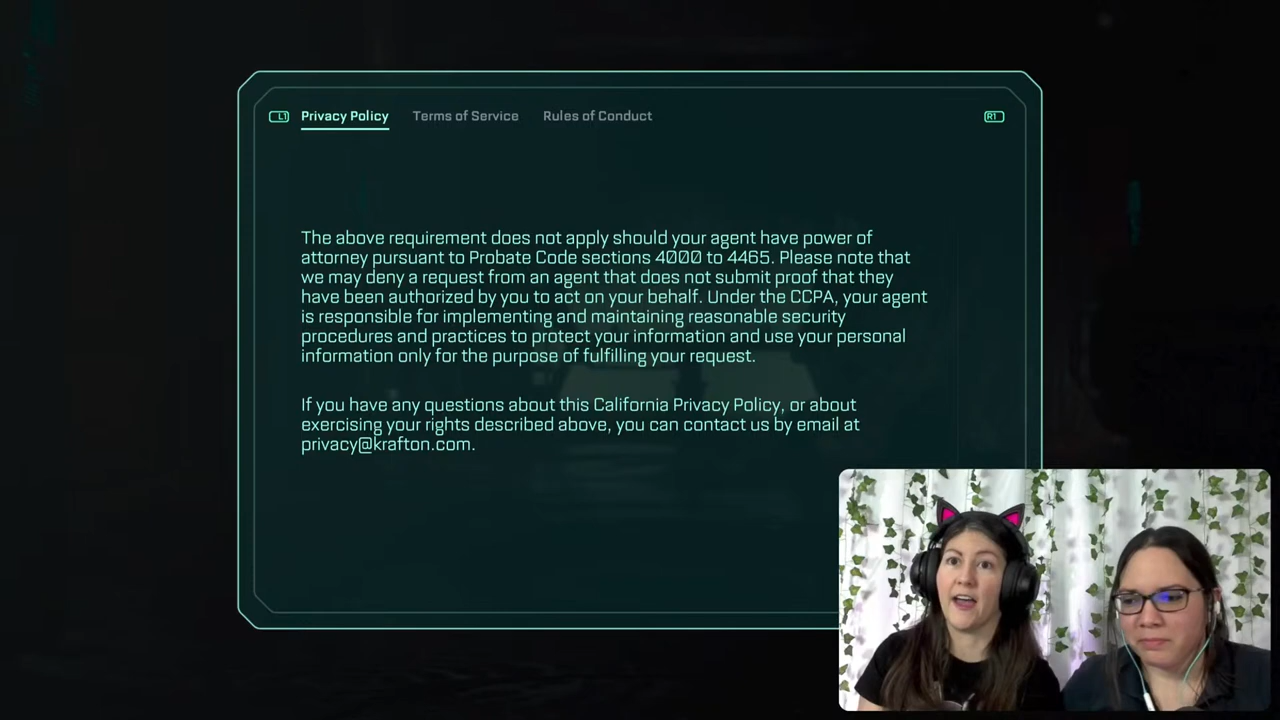 L1 Privacy Policy Terms of Service Rules of Conduct R1
The above requirement does not apply should your agent have power of
attorney pursuant to Probate Code sections 4000 to 4465. Please note that
we may deny a request from an agent that does not submit proof that they
have been authorized by you to act on your behalf. Under the CCPA, your agent
is responsible for implementing and maintaining reasonable security
procedures and practices to protect your information and use your personal
information only for the purpose of fulfilling your request.
If you have any questions about this California Privacy Policy, or about
exercising your rights described above, you can contact us by email at
privacy@krafton.com.